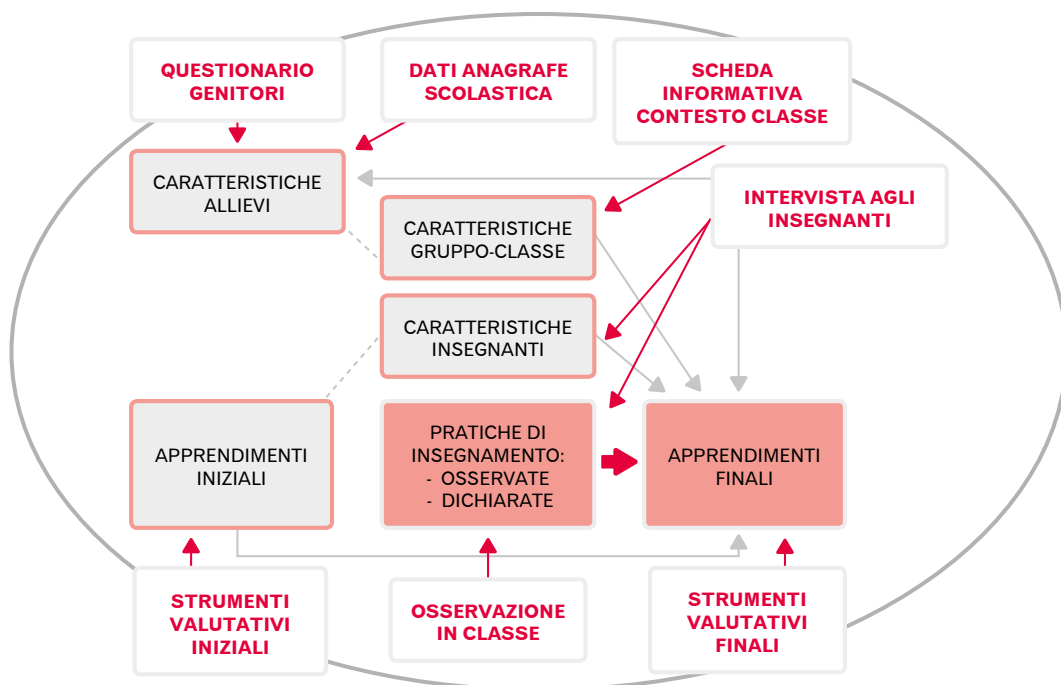 QUESTIONARIO
GENITORI
DATI ANAGRAFE
SCOLASTICA
SCHEDA
INFORMATIVA
CONTESTO CLASSE
CARATTERISTICHE
ALLIEVI
CARATTERISTICHE
GRUPPO-CLASSE
INTERVISTA AGLI
INSEGNANTI
CARATTERISTICHE
INSEGNANTI
APPRENDIMENTI
INIZIALI
PRATICHE DI
INSEGNAMENTO:
- OSSERVATE
- DICHIARATE
APPRENDIMENTI
FINALI
STRUMENTI
VALUTATIVI
INIZIALI
OSSERVAZIONE
IN CLASSE
STRUMENTI
VALUTATIVI
FINALI